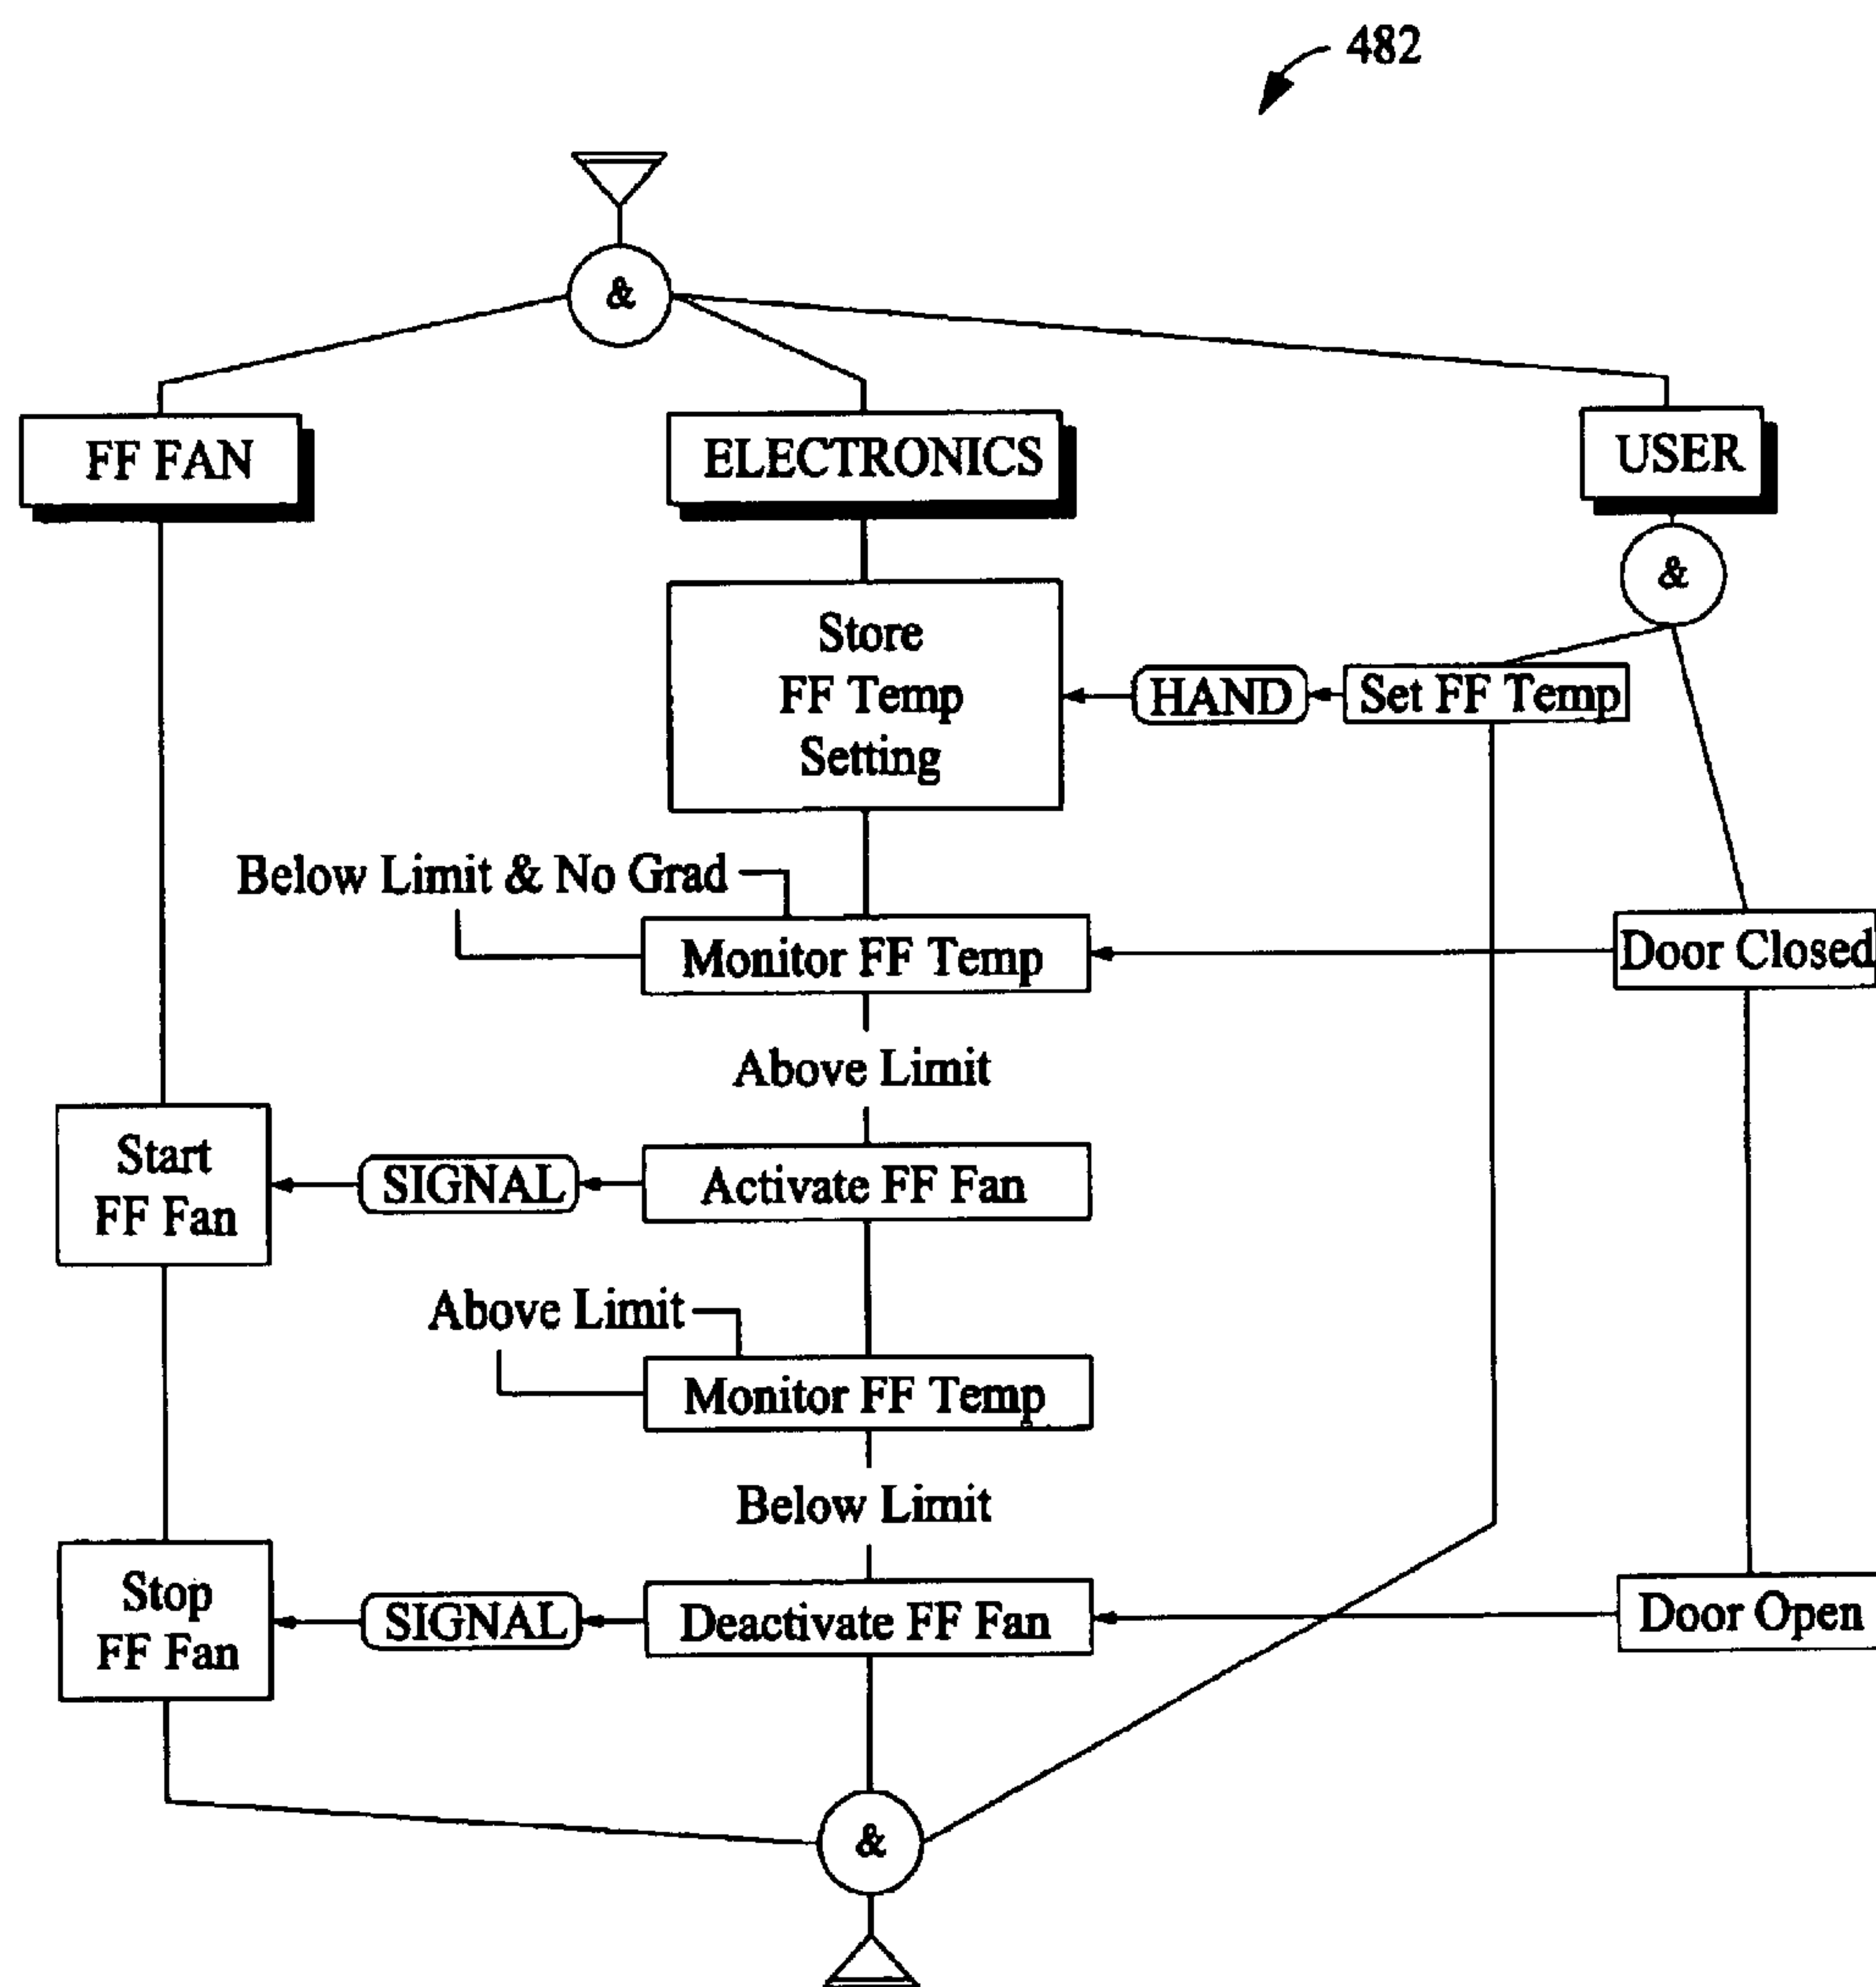 482
&
FF FAN
ELECTRONICS
USER
&
Store
FF Temp
Setting
HAND
Set FF Temp
Below Limit & No Grad
Monitor FF Temp
Door Closed
Above Limit
Start
FF Fan
SIGNAL
Activate FF Fan
Above Limit
Monitor FF Temp
Below Limit
Stop
FF Fan
SIGNAL
Deactivate FF Fan
Door Open
&